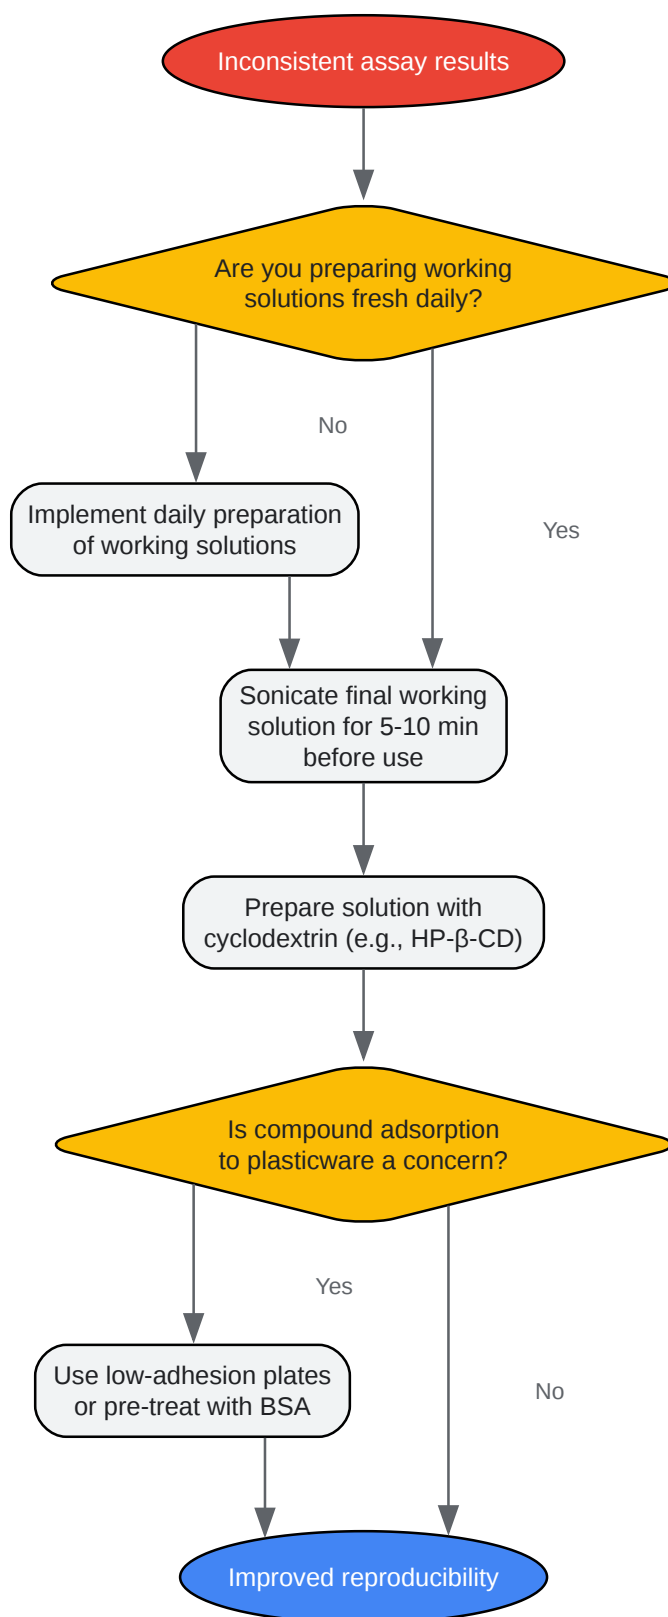 Inconsistent assay results
Are you preparing working
solutions fresh daily?
No
Implement daily preparation
of working solutions
Yes
Sonicate final working
solution for 5-10 min
before use
Prepare solution with
cyclodextrin (e.g., HP-β-CD)
Is compound adsorption
to plasticware a concern?
Yes
Use low-adhesion plates
or pre-treat with BSA
No
Improved reproducibility